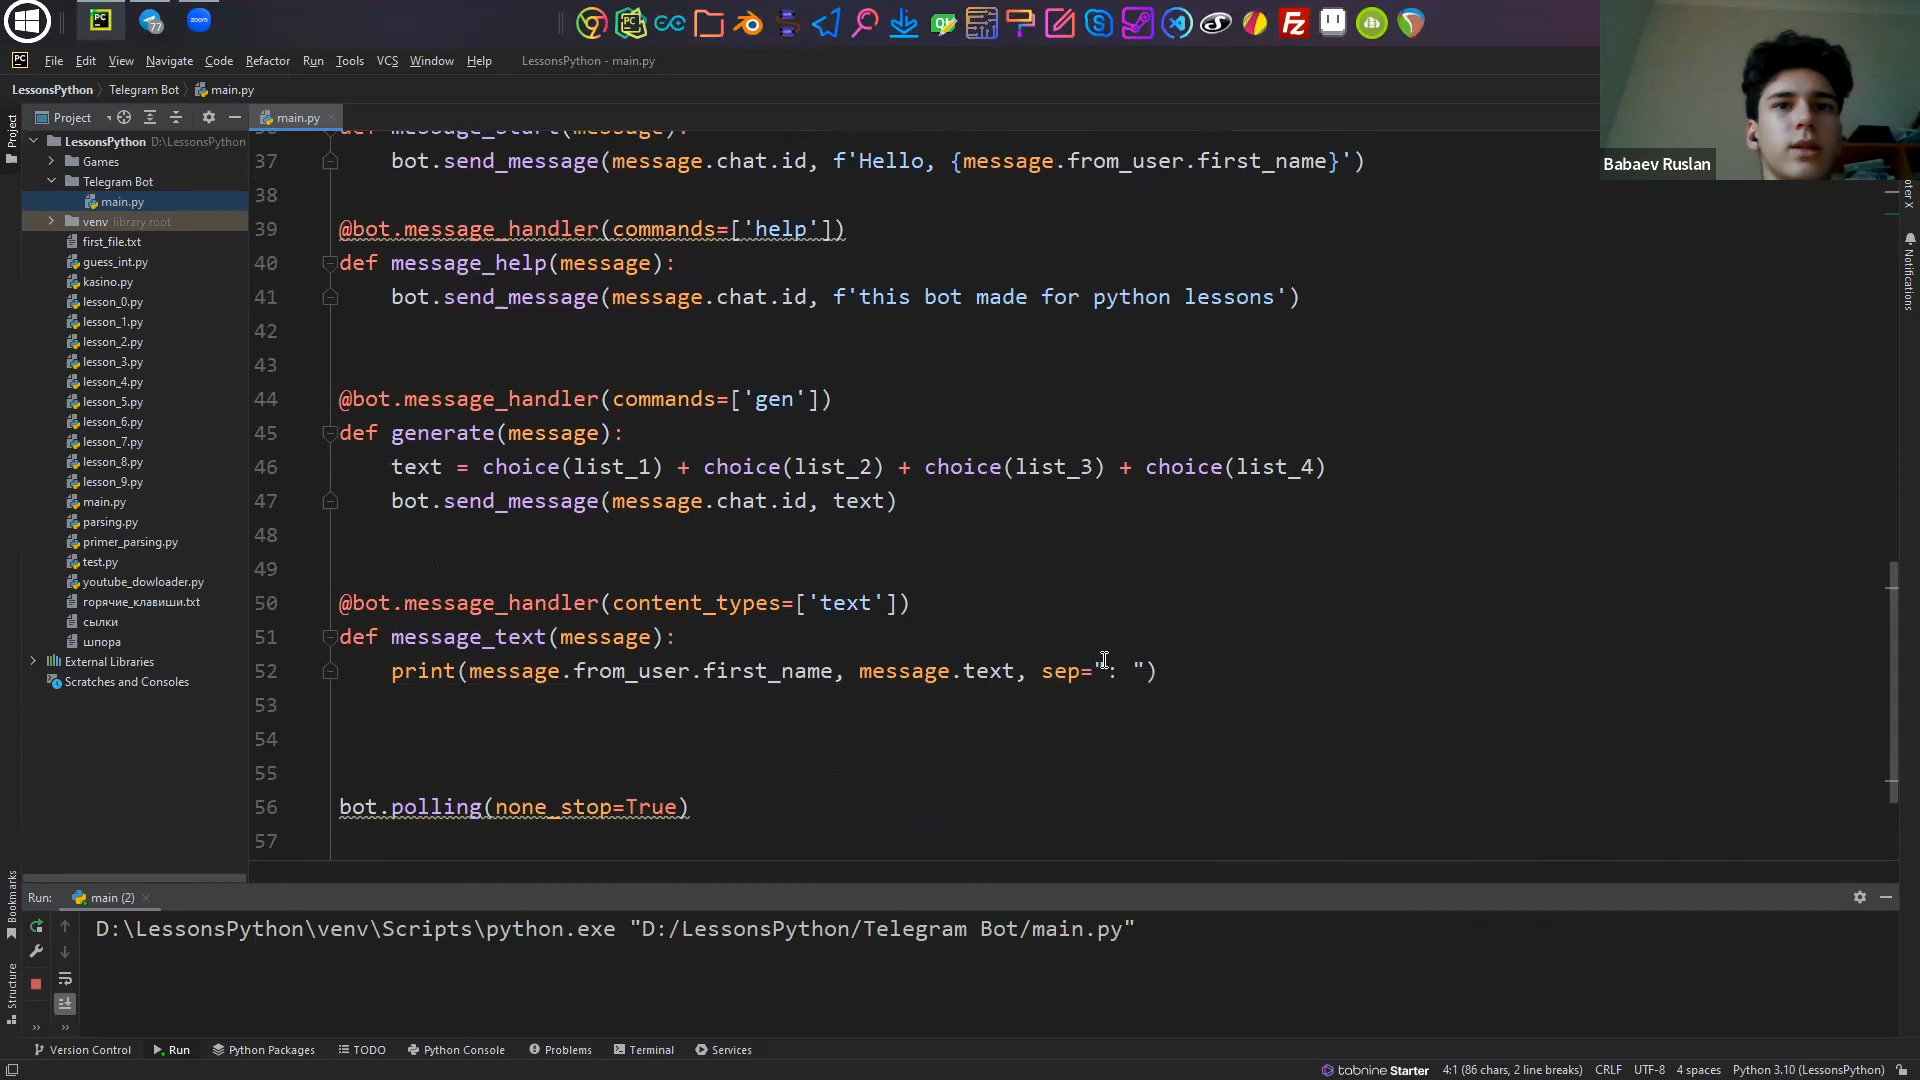 77
zoom
File Edit View Navigate Code Refactor Run Tools VCS Window Help LessonsPython - main.py
LessonsPython Telegram Bot main.py
Project
main.py
Babaev Ruslan
Project
LessonsPython D:\LessonsPython
Games
Telegram Bot
main.py
venv library root
first_file.txt
guess_int.py
kasino.py
lesson_0.py
lesson_1.py
lesson_2.py
lesson_3.py
lesson_4.py
lesson_5.py
lesson_6.py
lesson_7.py
lesson_8.py
lesson_9.py
main.py
parsing.py
primer_parsing.py
test.py
youtube_dowloader.py
горячие_клавиши.txt
сылки
шпора
External Libraries
Scratches and Consoles
def message_start(message):
37 bot.send_message(message.chat.id, f'Hello, {message.from_user.first_name}')
38
39 @bot.message_handler(commands=['help'])
40 def message_help(message):
41 bot.send_message(message.chat.id, f'this bot made for python lessons')
42
43
44 @bot.message_handler(commands=['gen'])
45 def generate(message):
46 text = choice(list_1) + choice(list_2) + choice(list_3) + choice(list_4)
47 bot.send_message(message.chat.id, text)
48
49
50 @bot.message_handler(content_types=['text'])
51 def message_text(message):
52 print(message.from_user.first_name, message.text, sep=": ")
53
54
55
56 bot.polling(none_stop=True)
57
Notifications
Bookmarks
Structure
Run: main (2)
D:\LessonsPython\venv\Scripts\python.exe "D:/LessonsPython/Telegram Bot/main.py"
Version Control Run Python Packages TODO Python Console Problems Terminal Services
tabnine Starter 4:1 (86 chars, 2 line breaks) CRLF UTF-8 4 spaces Python 3.10 (LessonsPython)